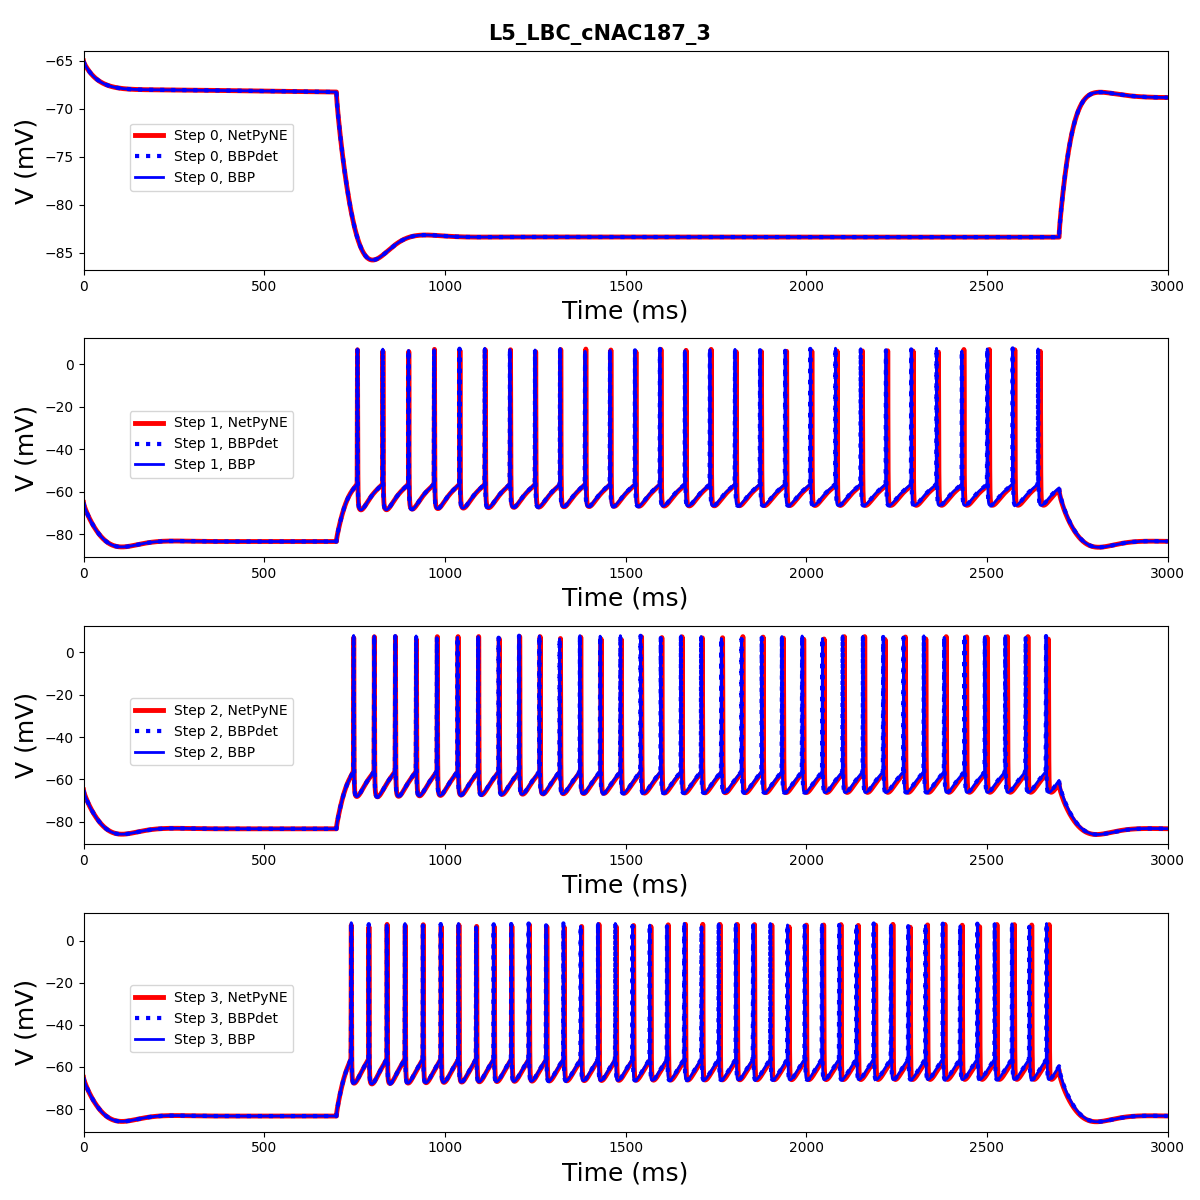 L5_LBC_cNAC187_3
−65
−70
−75
−80
−85
V (mV)
Step 0, NetPyNE
Step 0, BBPdet
Step 0, BBP
0 500 1000 1500 2000 2500 3000
Time (ms)
0
−20
−40
−60
−80
V (mV)
Step 1, NetPyNE
Step 1, BBPdet
Step 1, BBP
0 500 1000 1500 2000 2500 3000
Time (ms)
0
−20
−40
−60
−80
V (mV)
Step 2, NetPyNE
Step 2, BBPdet
Step 2, BBP
0 500 1000 1500 2000 2500 3000
Time (ms)
0
−20
−40
−60
−80
V (mV)
Step 3, NetPyNE
Step 3, BBPdet
Step 3, BBP
0 500 1000 1500 2000 2500 3000
Time (ms)